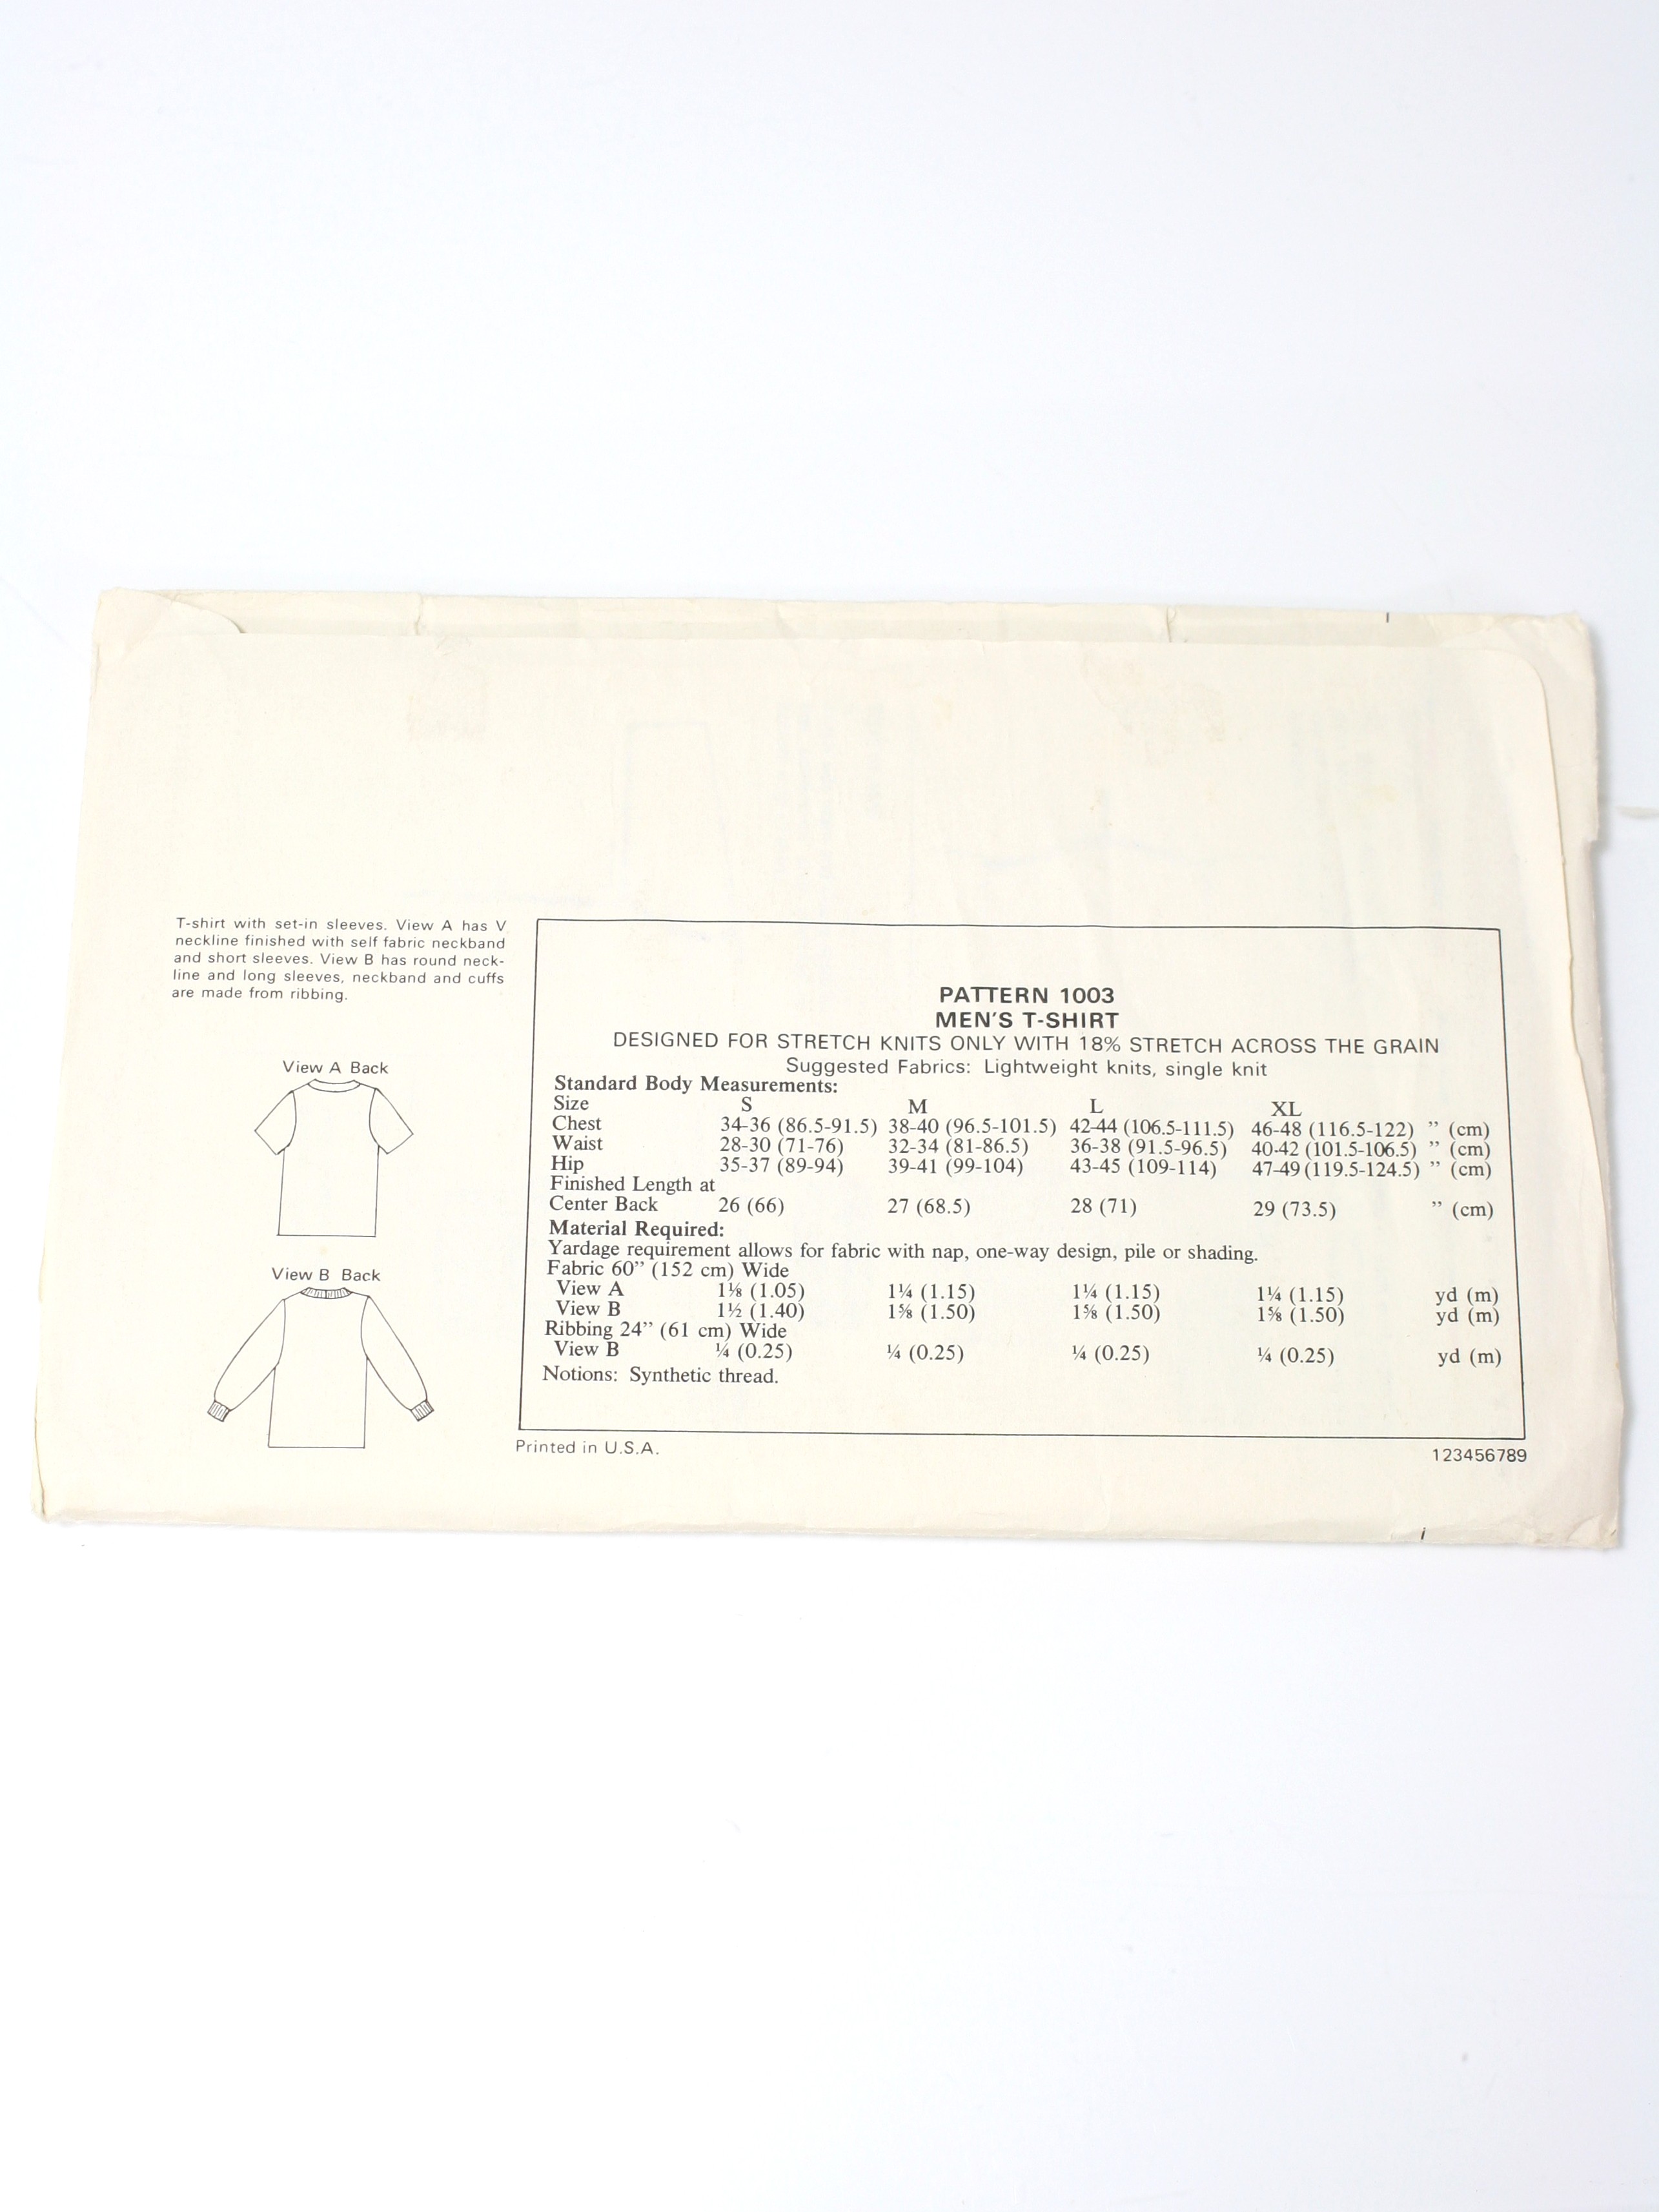 T-shirt with set-in sleeves. View A has V
neckline finished with self fabric neckband
and short sleeves. View B has round neck-
line and long sleeves, neckband and cuffs
are made from ribbing.
View A Back
View B Back
PATTERN 1003
MEN'S T-SHIRT
DESIGNED FOR STRETCH KNITS ONLY WITH 18% STRETCH ACROSS THE GRAIN
Suggested Fabrics: Lightweight knits, single knit
Standard Body Measurements:
Size S M L XL
Chest 34-36 (86.5-91.5) 38-40 (96.5-101.5) 42-44 (106.5-111.5) 46-48 (116.5-122) ” (cm)
Waist 28-30 (71-76) 32-34 (81-86.5) 36-38 (91.5-96.5) 40-42 (101.5-106.5) ” (cm)
Hip 35-37 (89-94) 39-41 (99-104) 43-45 (109-114) 47-49 (119.5-124.5) ” (cm)
Finished Length at
Center Back 26 (66) 27 (68.5) 28 (71) 29 (73.5) ” (cm)
Material Required:
Yardage requirement allows for fabric with nap, one-way design, pile or shading.
Fabric 60” (152 cm) Wide
View A 1⅛ (1.05) 1¼ (1.15) 1¼ (1.15) 1¼ (1.15) yd (m)
View B 1½ (1.40) 1⅝ (1.50) 1⅝ (1.50) 1⅝ (1.50) yd (m)
Ribbing 24” (61 cm) Wide
View B ¼ (0.25) ¼ (0.25) ¼ (0.25) ¼ (0.25) yd (m)
Notions: Synthetic thread.
Printed in U.S.A.
123456789